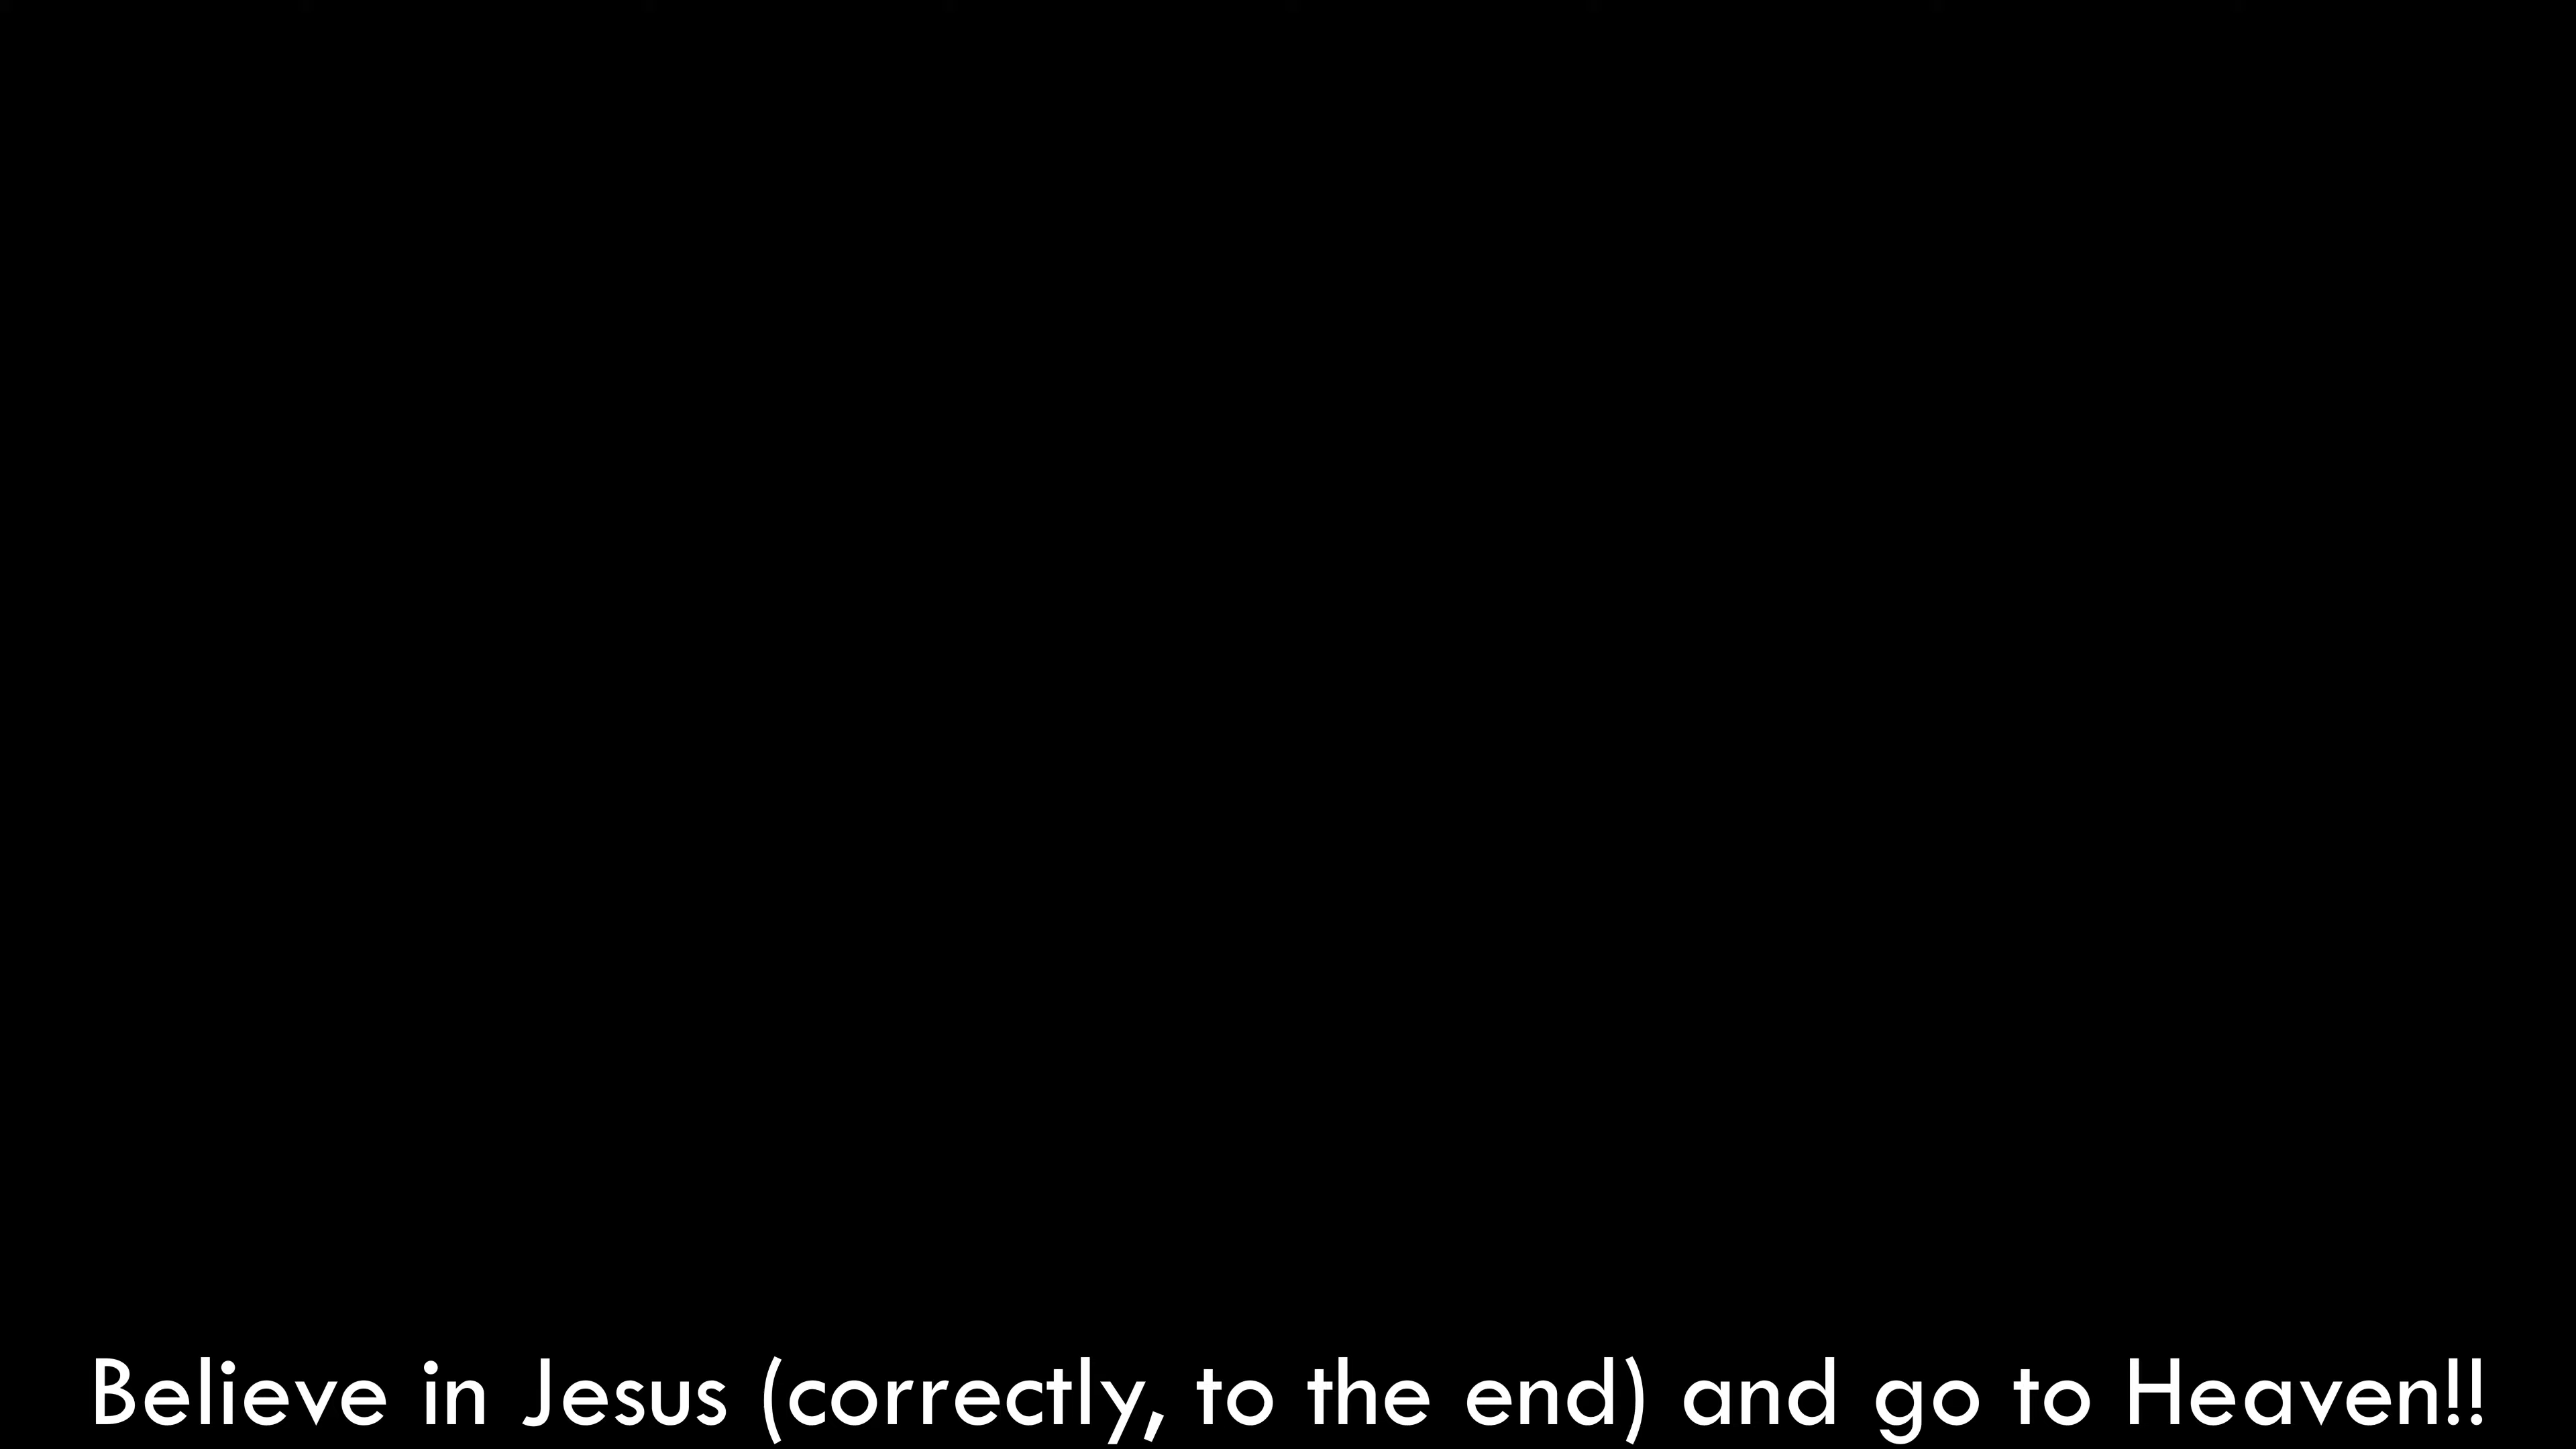 Believe in Jesus (correctly, to the end) and go to Heaven!!